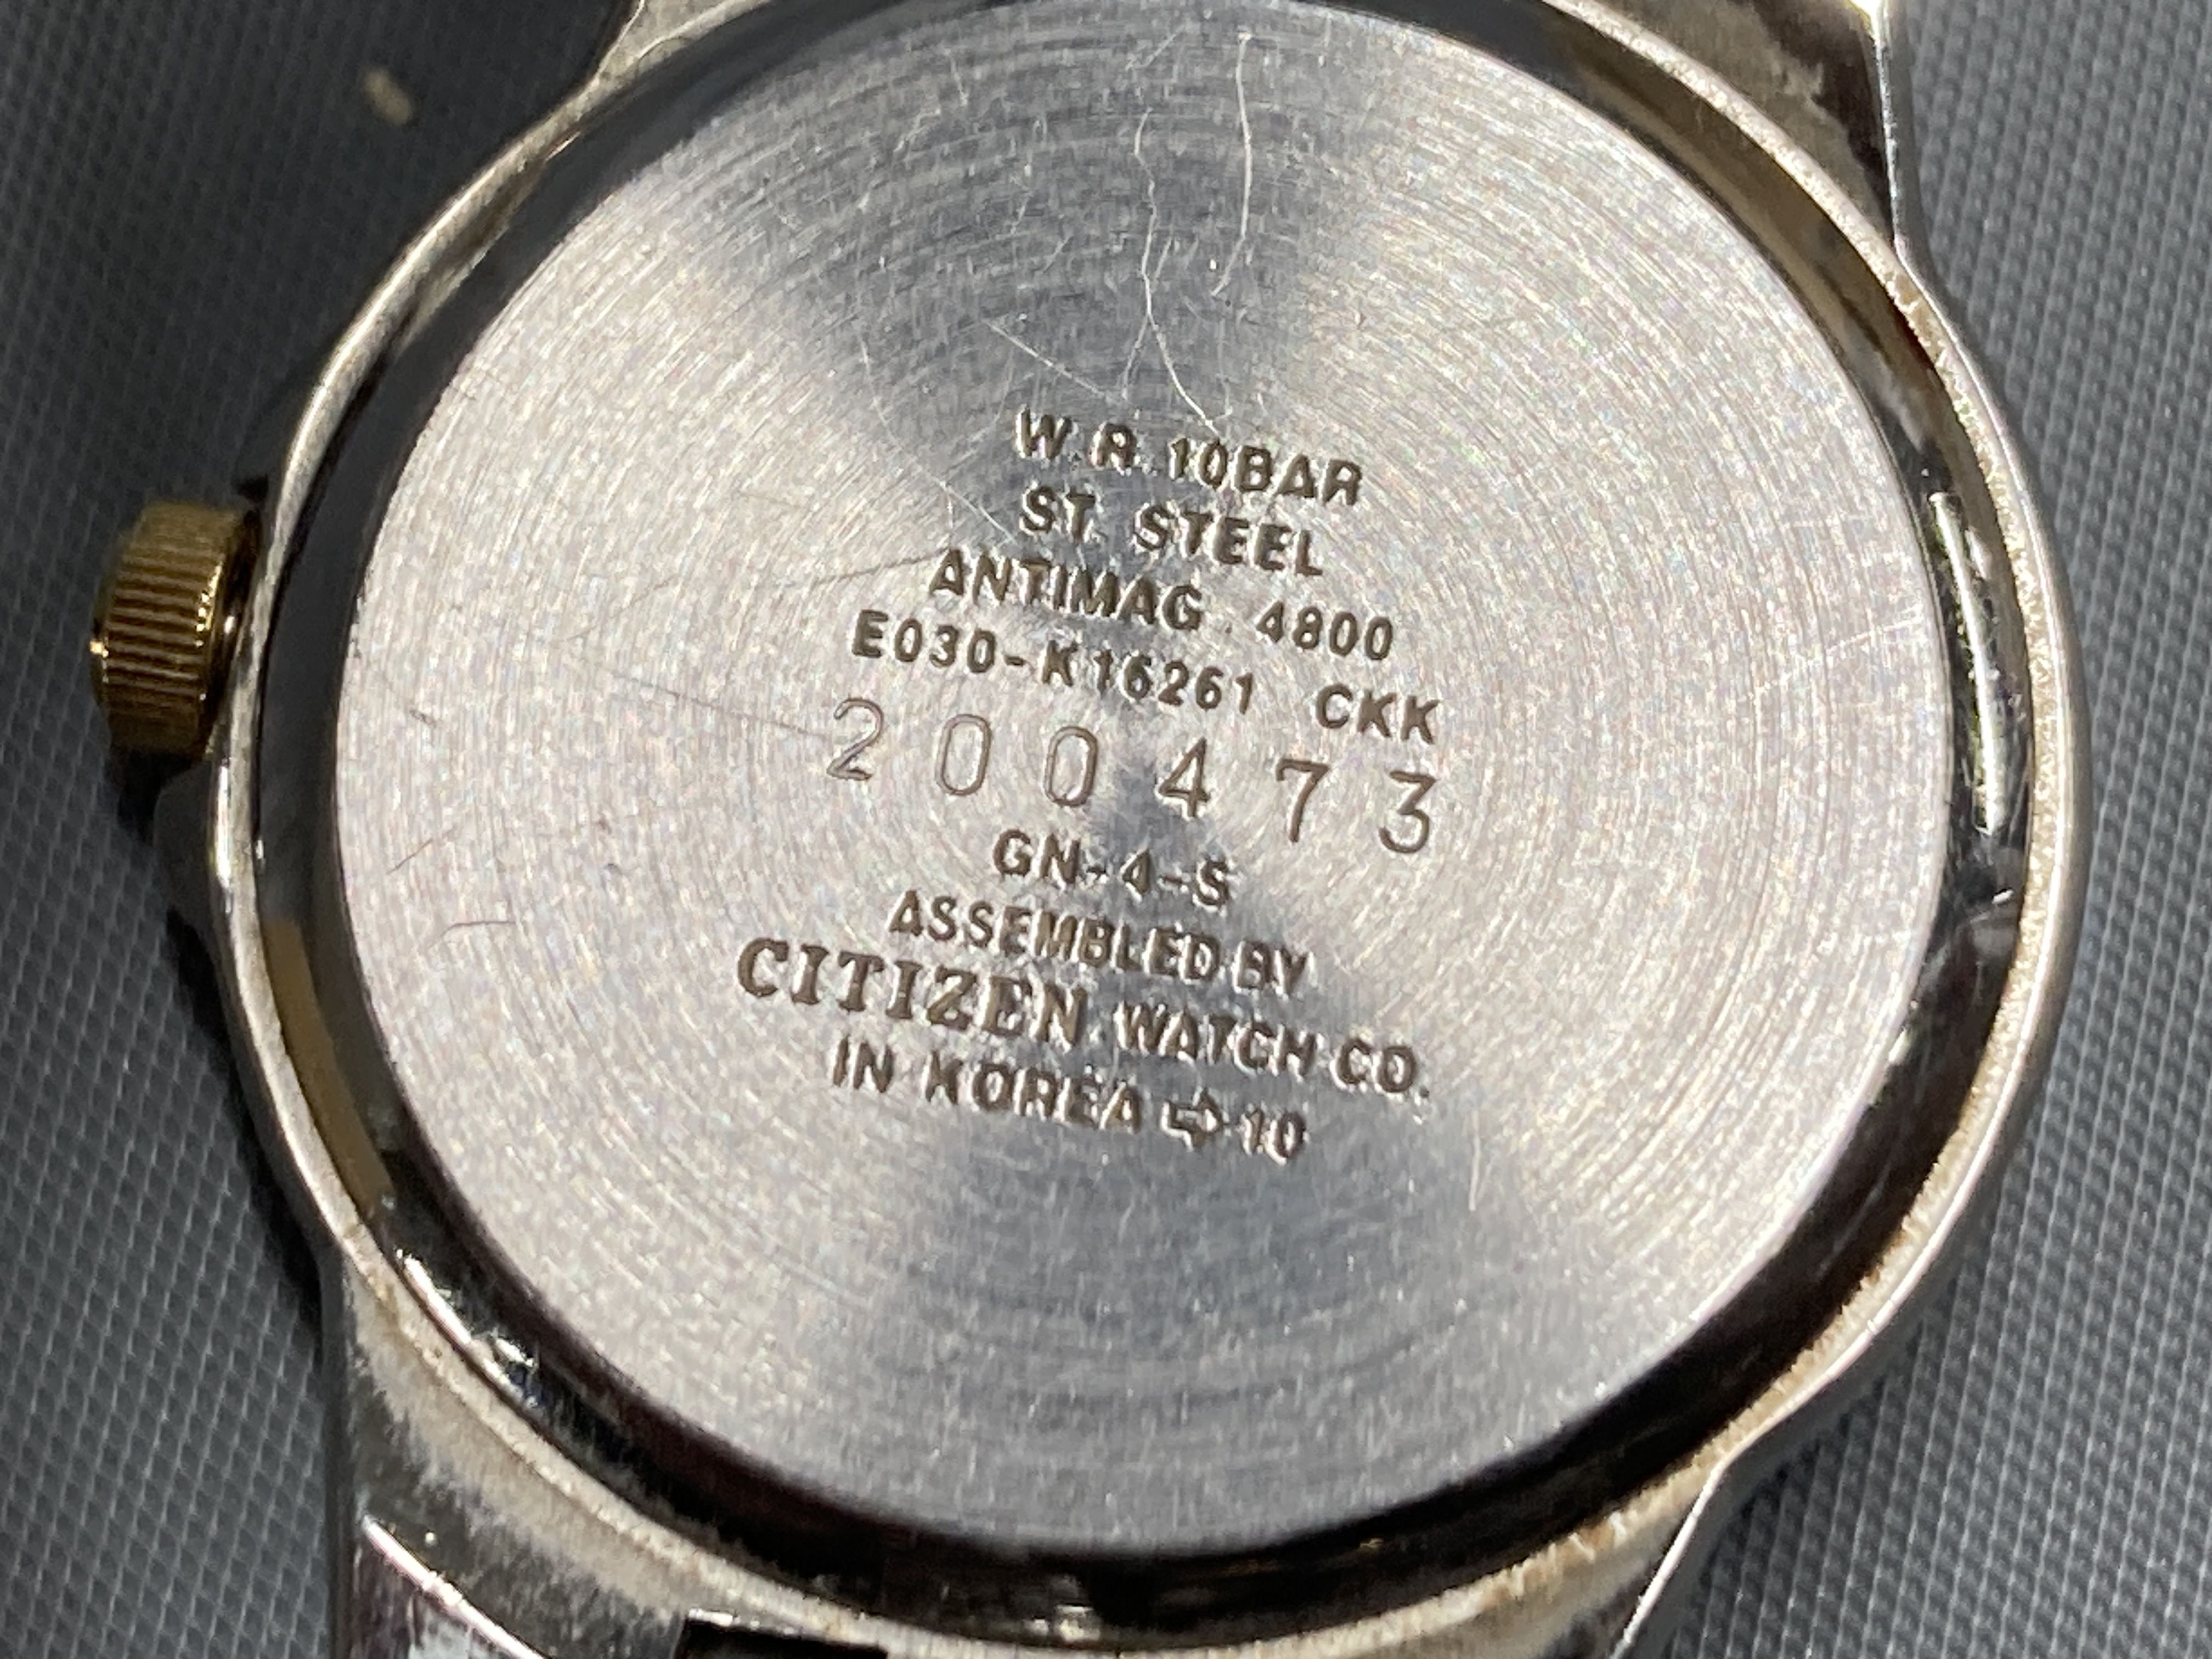 W.R.10BAR
ST. STEEL
ANTIMAG. 4800
E030-K16261 CKK
200473
GN-4-S
ASSEMBLED BY
CITIZEN WATCH CO.
IN KOREA ➩10